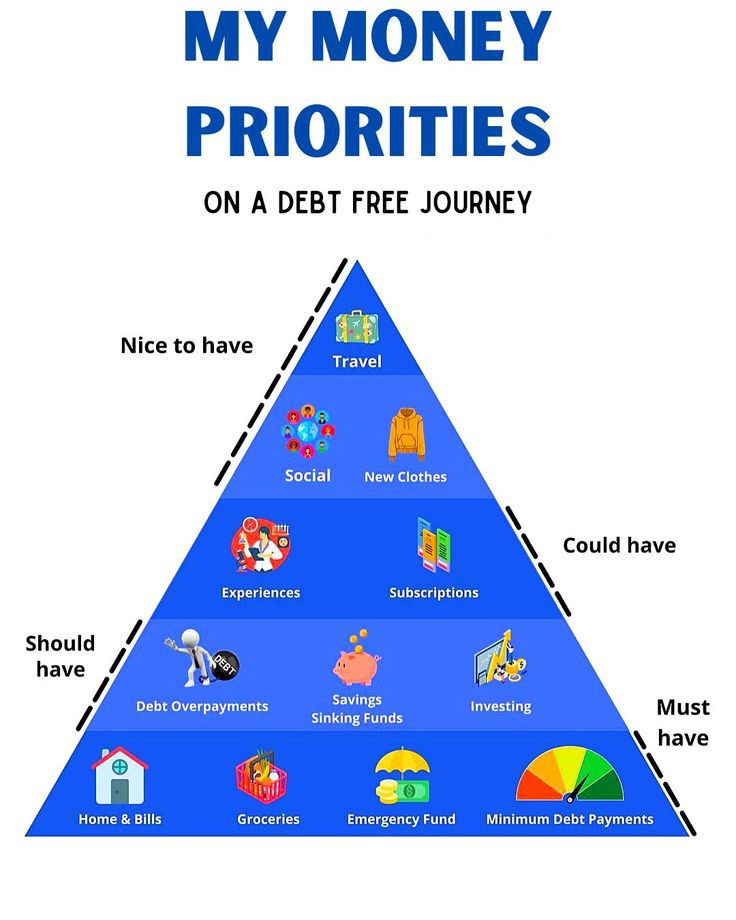 MY MONEY
PRIORITIES
ON A DEBT FREE JOURNEY
Nice to have
Travel
Social
New Clothes
Could have
Experiences
Subscriptions
Should
have
DEBT
Debt Overpayments
Savings
Sinking Funds
Investing
Must
have
Home & Bills
Groceries
Emergency Fund
Minimum Debt Payments